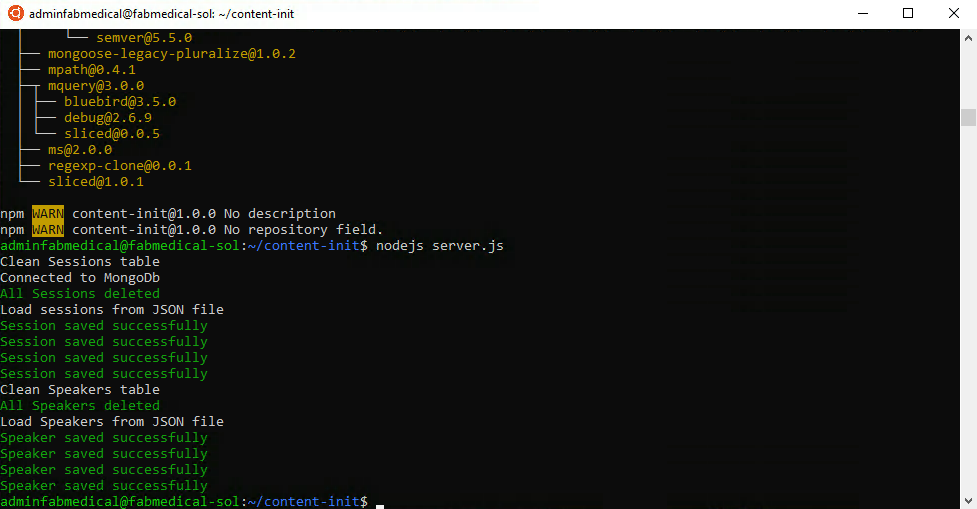 adminfabmedical@fabmedical-sol: ~/content-init
│     └── semver@5.5.0
├── mongoose-legacy-pluralize@1.0.2
├── mpath@0.4.1
├─┬ mquery@3.0.0
│ ├── bluebird@3.5.0
│ ├── debug@2.6.9
│ └── sliced@0.0.5
├── ms@2.0.0
├── regexp-clone@0.0.1
└── sliced@1.0.1
npm WARN content-init@1.0.0 No description
npm WARN content-init@1.0.0 No repository field.
adminfabmedical@fabmedical-sol:~/content-init$ nodejs server.js
Clean Sessions table
Connected to MongoDb
All Sessions deleted
Load sessions from JSON file
Session saved successfully
Session saved successfully
Session saved successfully
Session saved successfully
Clean Speakers table
All Speakers deleted
Load Speakers from JSON file
Speaker saved successfully
Speaker saved successfully
Speaker saved successfully
Speaker saved successfully
adminfabmedical@fabmedical-sol:~/content-init$